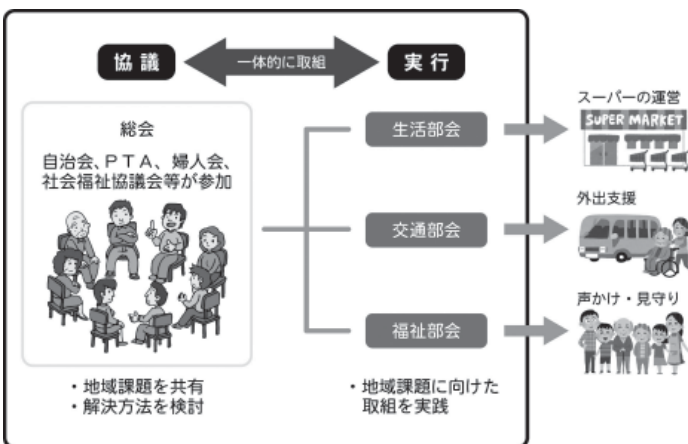 協議
一体的に取組
実行
総会
自治会、ＰＴＡ、婦人会、
社会福祉協議会等が参加
・地域課題を共有
・解決方法を検討
生活部会
交通部会
福祉部会
・地域課題に向けた
取組を実践
スーパーの運営
SUPER MARKET
外出支援
声かけ・見守り